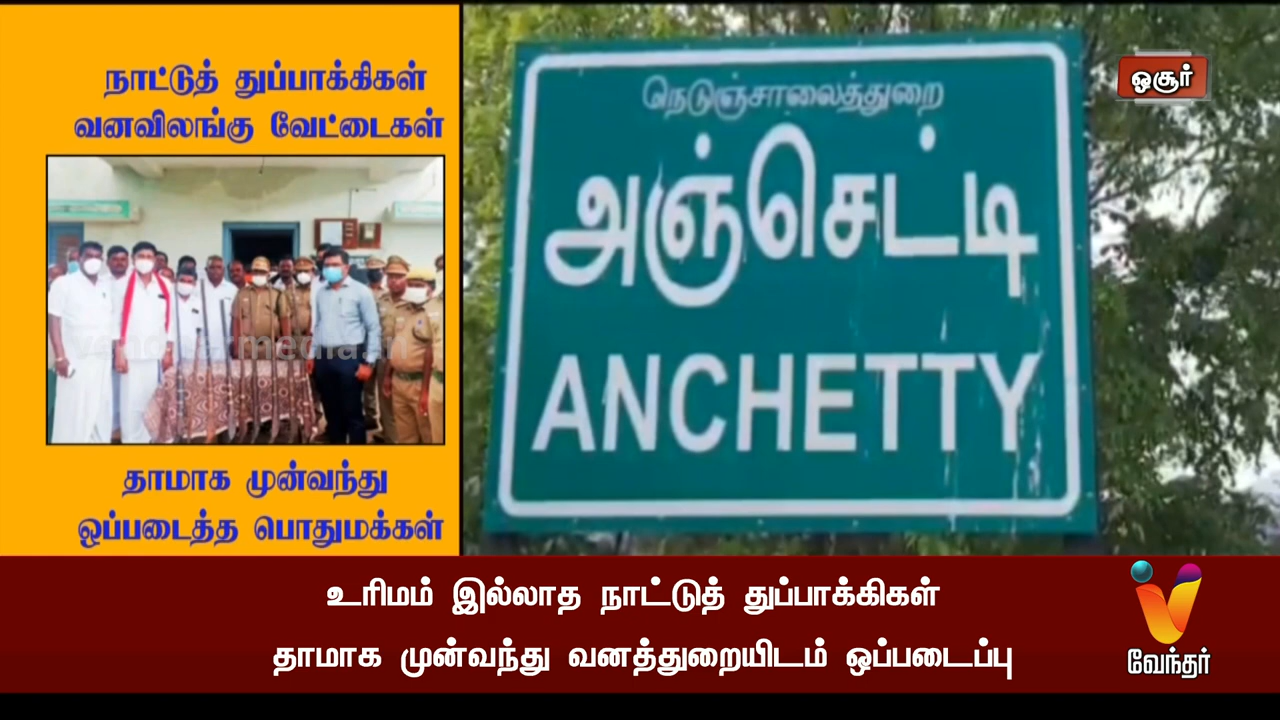 நாட்டுத் துப்பாக்கிகள்
வனவிலங்கு வேட்டைகள்
தாமாக முன்வந்து
ஒப்படைத்த பொதுமக்கள்
நெடுஞ்சாலைத்துறை
அஞ்செட்டி
ANCHETTY
ஓசூர்
உரிமம் இல்லாத நாட்டுத் துப்பாக்கிகள்
தாமாக முன்வந்து வனத்துறையிடம் ஒப்படைப்பு
வேந்தர்